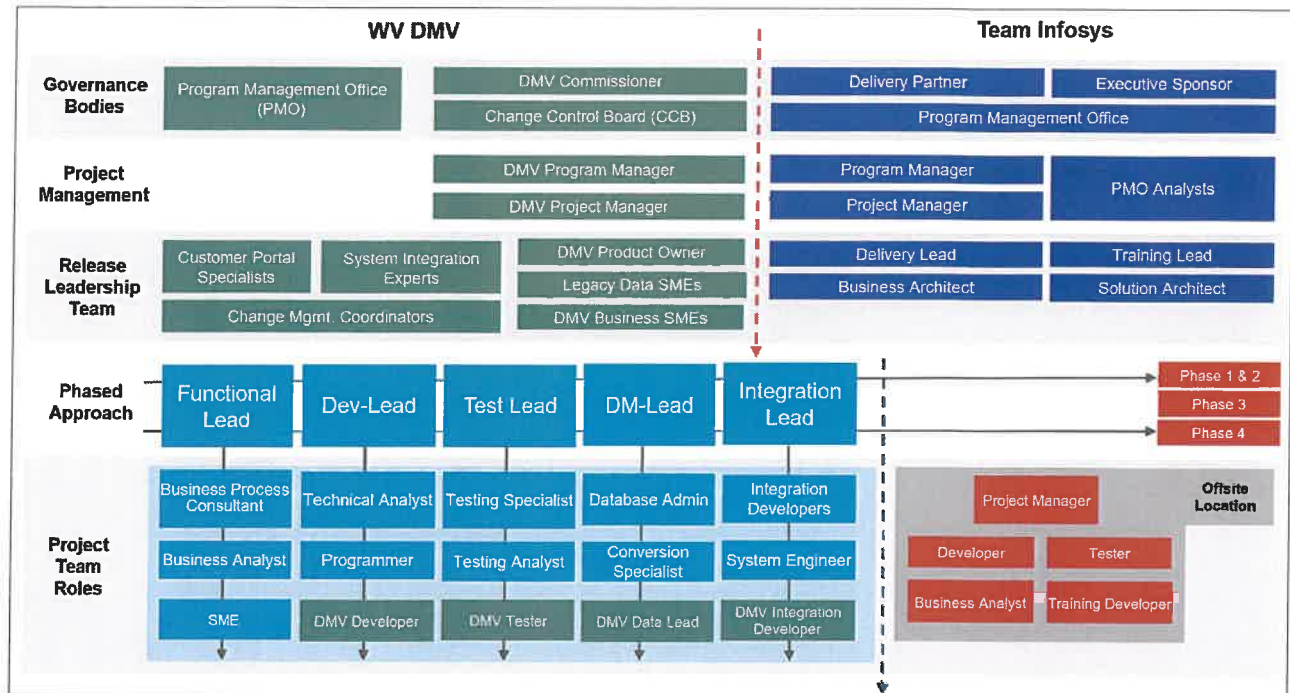 WV DMV
Team Infosys
Governance
Bodies
Program Management Office
(PMO)
DMV Commissioner
Change Control Board (CCB)
Delivery Partner
Executive Sponsor
Program Management Office
Project
Management
DMV Program Manager
DMV Project Manager
Program Manager
Project Manager
PMO Analysts
Release
Leadership
Team
Customer Portal
Specialists
System Integration
Experts
Change Mgmt. Coordinators
DMV Product Owner
Legacy Data SMEs
DMV Business SMEs
Delivery Lead
Training Lead
Business Architect
Solution Architect
Phased
Approach
Functional
Lead
Dev-Lead
Test Lead
DM-Lead
Integration
Lead
Phase 1 & 2
Phase 3
Phase 4
Project
Team
Roles
Business Process
Consultant
Technical Analyst
Testing Specialist
Database Admin
Integration
Developers
Business Analyst
Programmer
Testing Analyst
Conversion
Specialist
System Engineer
SME
DMV Developer
DMV Tester
DMV Data Lead
DMV Integration
Developer
Project Manager
Offsite
Location
Developer
Tester
Business Analyst
Training Developer